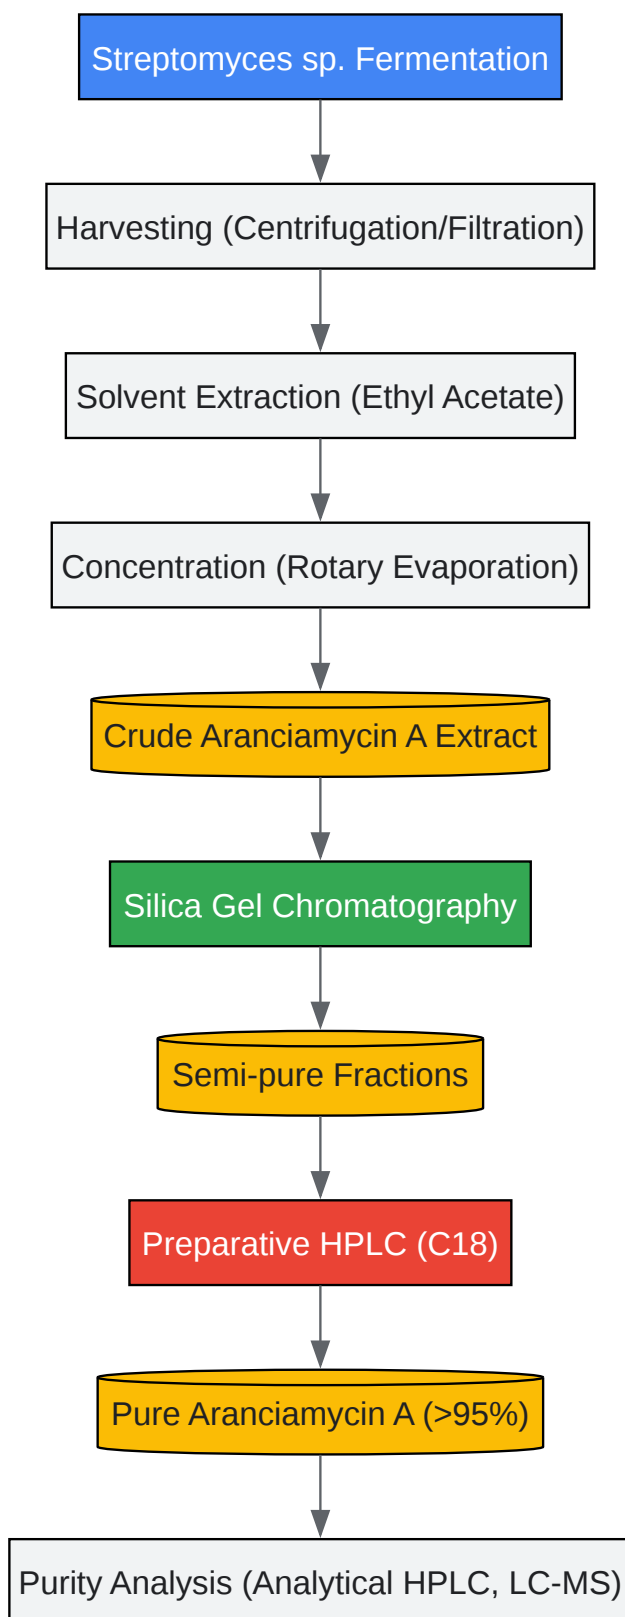 Streptomyces sp. Fermentation
Harvesting (Centrifugation/Filtration)
Solvent Extraction (Ethyl Acetate)
Concentration (Rotary Evaporation)
Crude Aranciamycin A Extract
Silica Gel Chromatography
Semi-pure Fractions
Preparative HPLC (C18)
Pure Aranciamycin A (>95%)
Purity Analysis (Analytical HPLC, LC-MS)